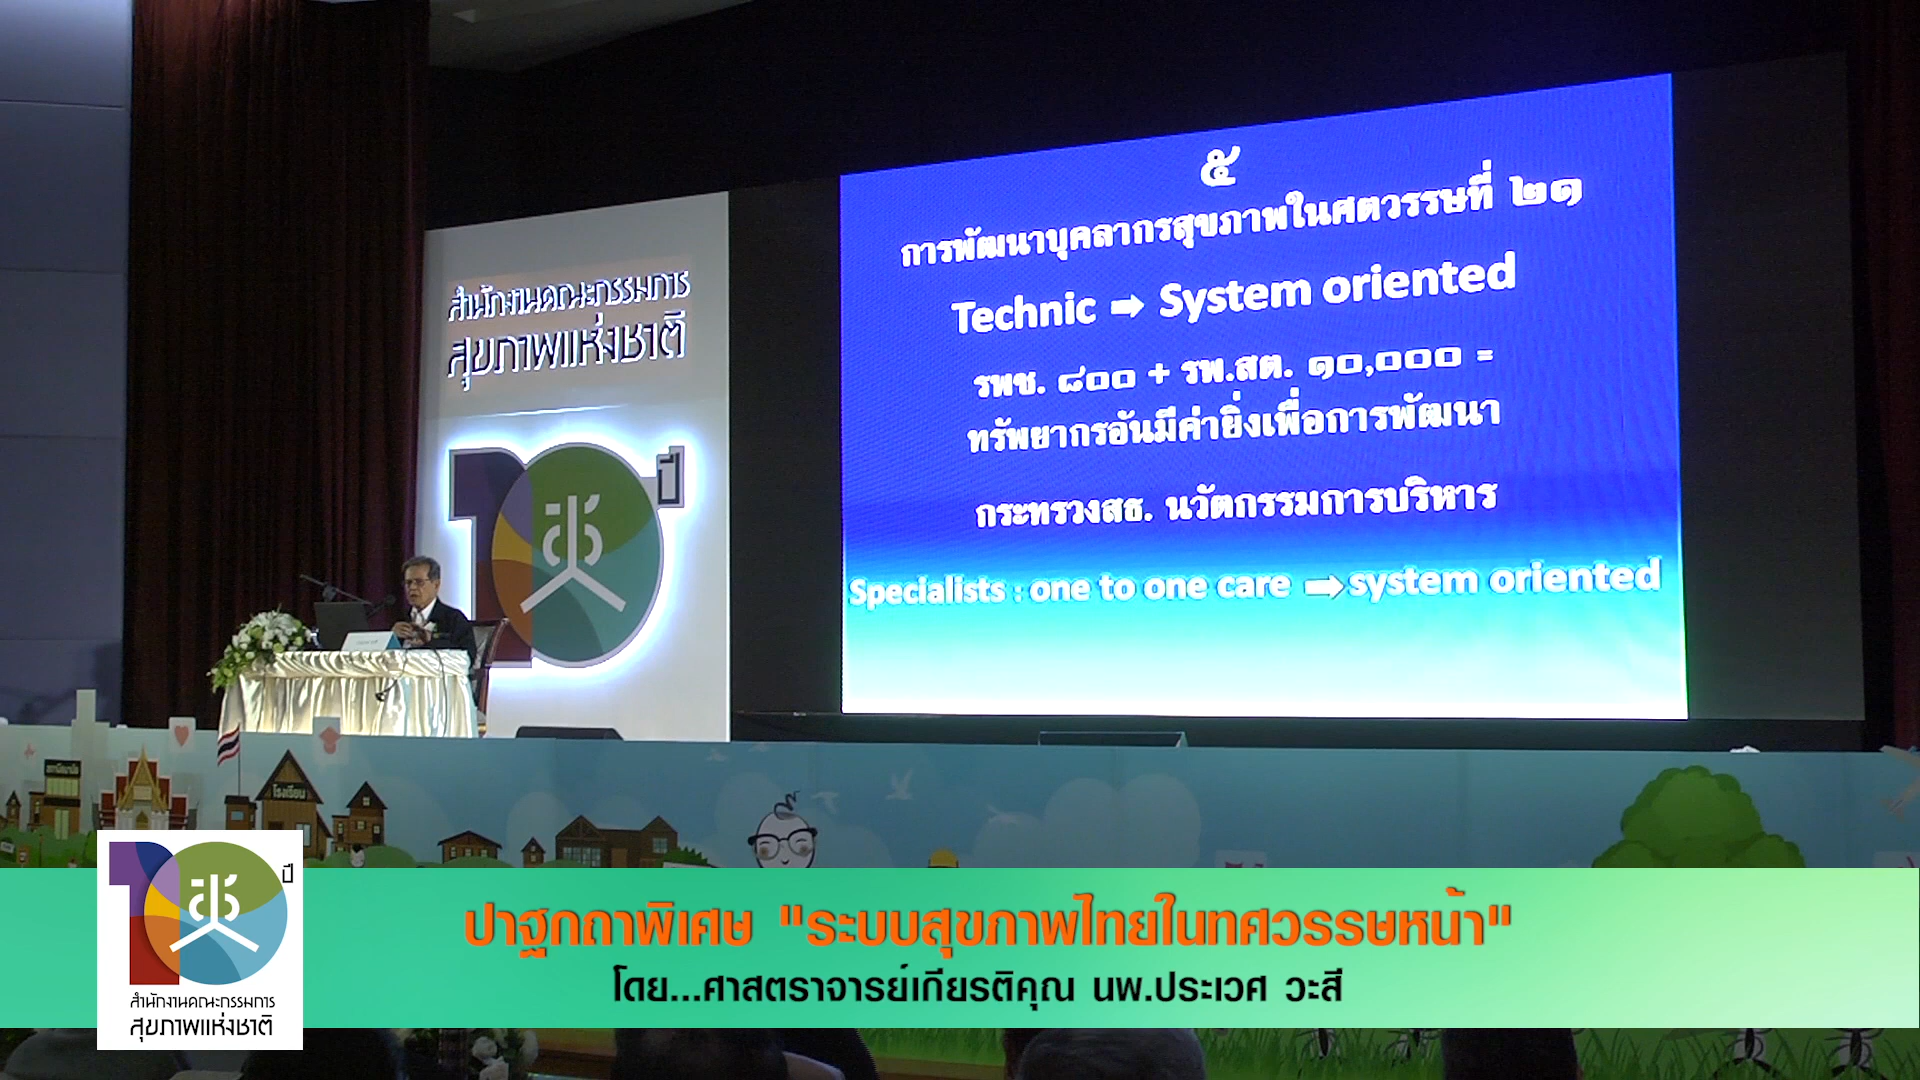 ๕
การพัฒนาบุคลากรสุขภาพในศตวรรษที่ ๒๑
Technic ➡ System oriented
รพช. ๘๐๐ + รพ.สต. ๑๐,๐๐๐ =
ทรัพยากรอันมีค่ายิ่งเพื่อการพัฒนา
กระทรวงสธ. นวัตกรรมการบริหาร
Specialists : one to one care ➡ system oriented
สำนักงานคณะกรรมการ
สุขภาพแห่งชาติ
10 ปี
โรงเรียน
10 ปี
สำนักงานคณะกรรมการ
สุขภาพแห่งชาติ
ปาฐกถาพิเศษ "ระบบสุขภาพไทยในทศวรรษหน้า"
โดย...ศาสตราจารย์เกียรติคุณ นพ.ประเวศ วะสี